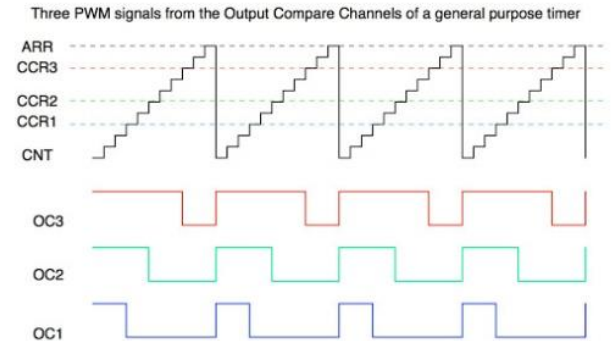 Three PWM signals from the Output Compare Channels of a general purpose timer
ARR
CCR3
CCR2
CCR1
CNT
OC3
OC2
OC1